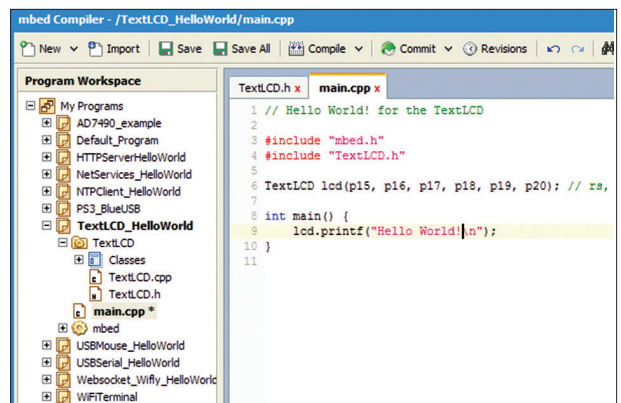 mbed Compiler - /TextLCD_HelloWorld/main.cpp
New Import Save Save All Compile Commit Revisions
Program Workspace
My Programs
AD7490_example
Default_Program
HTTPServerHelloWorld
NetServices_HelloWorld
NTPClient_HelloWorld
PS3_BlueUSB
TextLCD_HelloWorld
TextLCD
Classes
TextLCD.cpp
TextLCD.h
main.cpp *
mbed
USBMouse_HelloWorld
USBSerial_HelloWorld
Websocket_Wifly_HelloWorld
WiFiTerminal
TextLCD.h x main.cpp x
1 // Hello World! for the TextLCD
2
3 #include "mbed.h"
4 #include "TextLCD.h"
5
6 TextLCD lcd(p15, p16, p17, p18, p19, p20); // rs,
7
8 int main() {
9 lcd.printf("Hello World!\n");
10 }
11